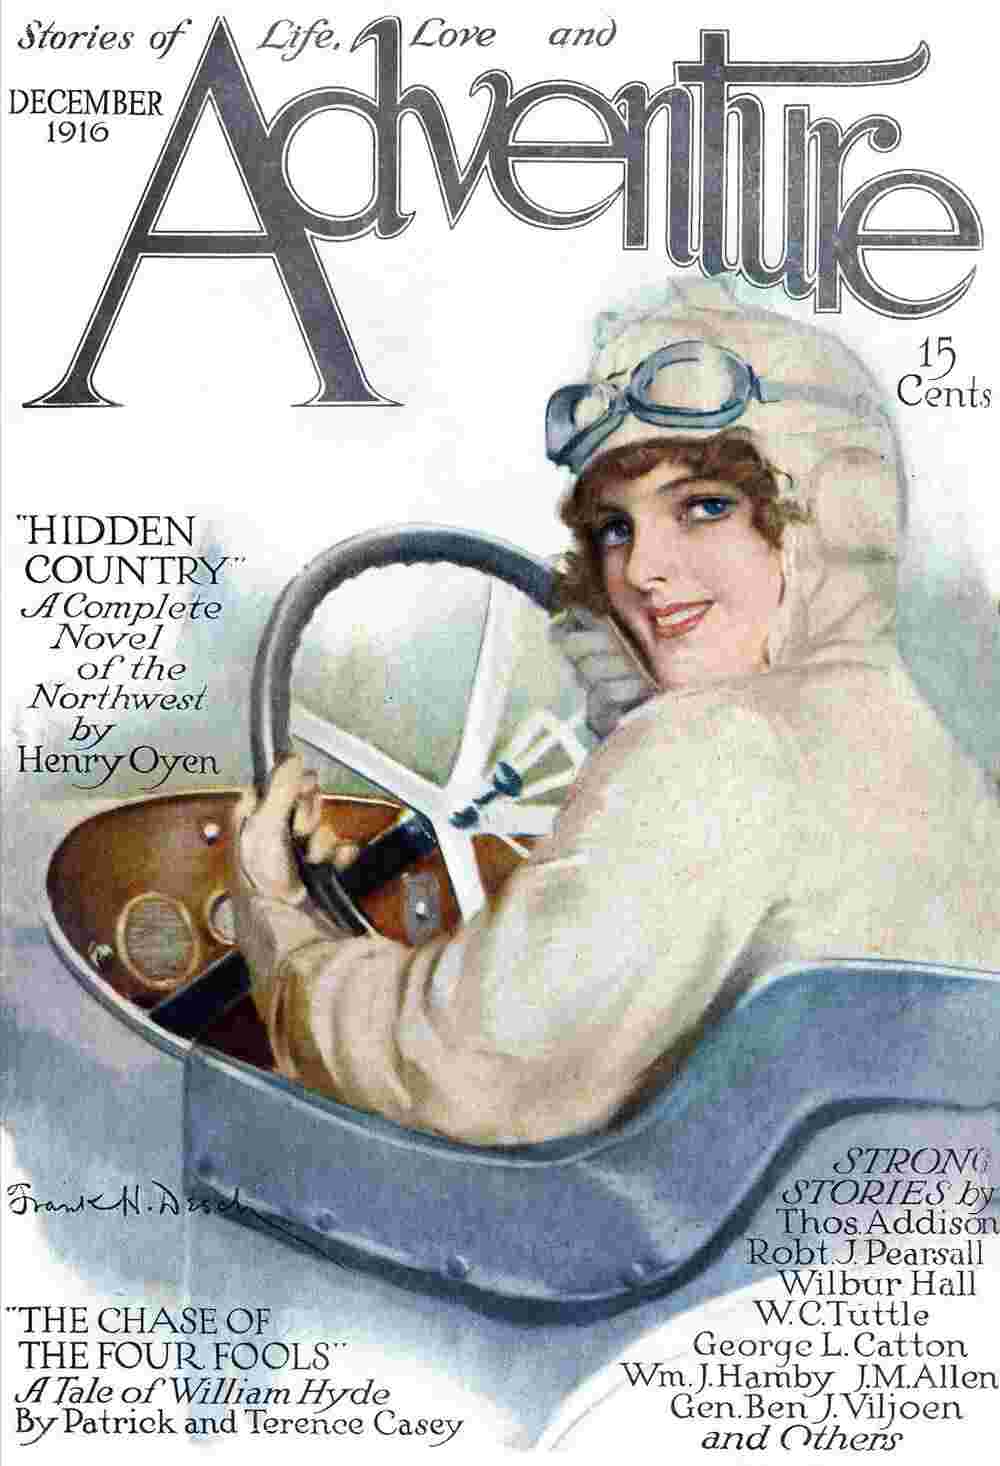 Stories of Life, Love and
Adventure
DECEMBER
1916
15
Cents
"HIDDEN
COUNTRY"
A Complete
Novel
of the
Northwest
by
Henry Oyen
Frank H. Desch
"THE CHASE OF
THE FOUR FOOLS"
A Tale of William Hyde
By Patrick and Terence Casey
STRONG
STORIES by
Thos. Addison
Robt. J. Pearsall
Wilbur Hall
W.C. Tuttle
George L. Catton
Wm. J. Hamby J.M. Allen
Gen. Ben J. Viljoen
and Others